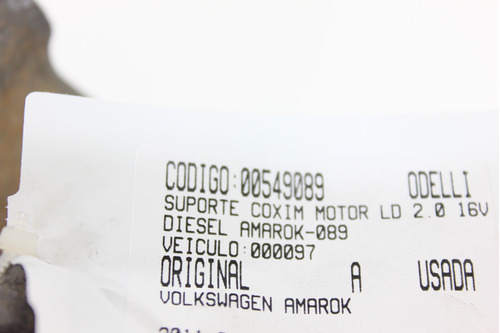 CODIGO:00549089 ODELLI
SUPORTE COXIM MOTOR LD 2.0 16V
DIESEL AMAROK-089
VEICULO:000097
ORIGINAL A USADA
VOLKSWAGEN AMAROK